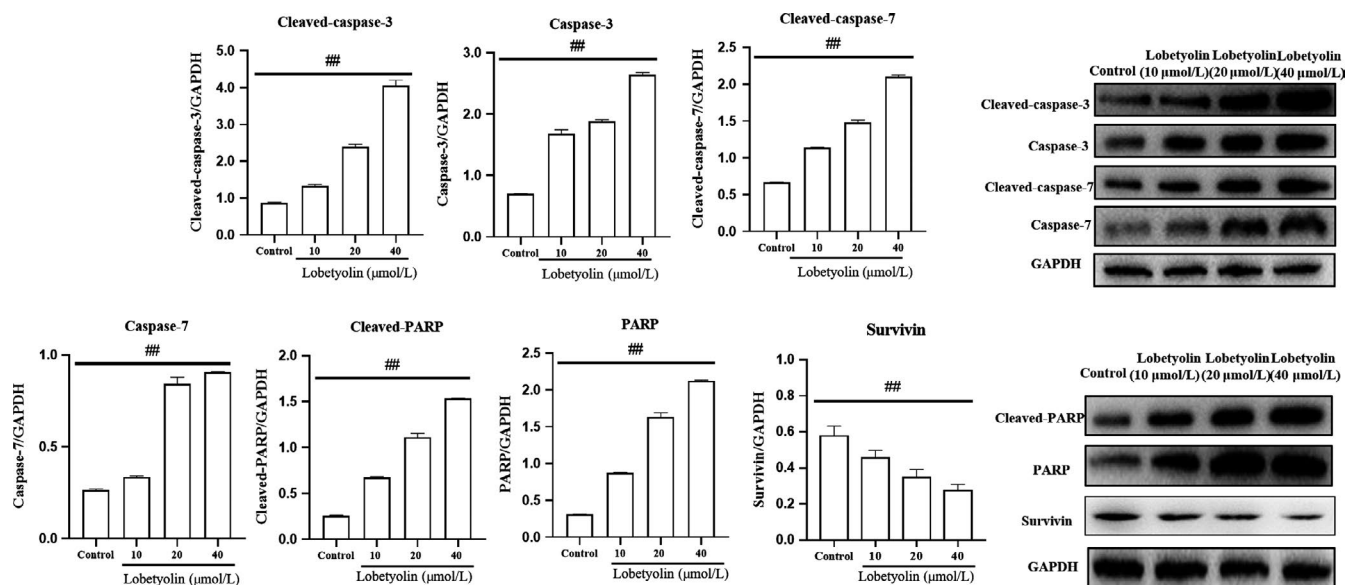 Cleaved-caspase-3
##
Cleaved-caspase-3/GAPDH
5.0
4.0
3.0
2.0
1.0
0.0
Control 10 20 40
Lobetyolin (μmol/L)
Caspase-3
##
Caspase-3/GAPDH
3.0
2.0
1.0
0.0
Control 10 20 40
Lobetyolin (μmol/L)
Cleaved-caspase-7
##
Cleaved-caspase-7/GAPDH
2.5
2.0
1.5
1.0
0.5
0.0
Control 10 20 40
Lobetyolin (μmol/L)
Lobetyolin Lobetyolin Lobetyolin
Control (10 μmol/L) (20 μmol/L) (40 μmol/L)
Cleaved-caspase-3
Caspase-3
Cleaved-caspase-7
Caspase-7
GAPDH
Caspase-7
##
Caspase-7/GAPDH
1.0
0.5
0.0
Control 10 20 40
Lobetyolin (μmol/L)
Cleaved-PARP
##
Cleaved-PARP/GAPDH
2.0
1.5
1.0
0.5
0.0
Control 10 20 40
Lobetyolin (μmol/L)
PARP
##
PARP/GAPDH
2.5
2.0
1.5
1.0
0.5
0.0
Control 10 20 40
Lobetyolin (μmol/L)
Survivin
##
Survivin/GAPDH
1.0
0.8
0.6
0.4
0.2
0.0
Control 10 20 40
Lobetyolin (μmol/L)
Lobetyolin Lobetyolin Lobetyolin
Control (10 μmol/L) (20 μmol/L) (40 μmol/L)
Cleaved-PARP
PARP
Survivin
GAPDH